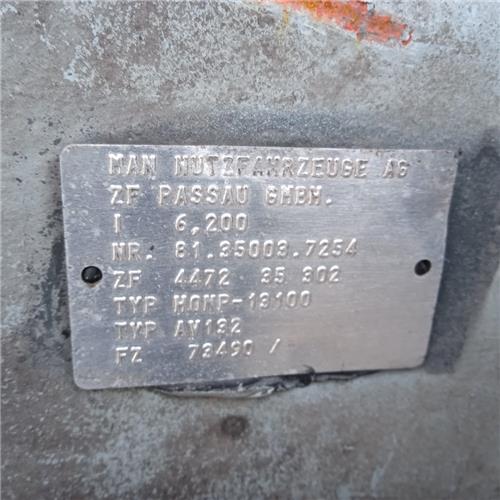 MAN NUTZFAHRZEUGE AG
ZF PASSAU GMBH.
I 6,200
NR. 81.35003.7254
ZF 4472 35 302
TYP HONP-13100
TYP AV132
FZ 73490 /